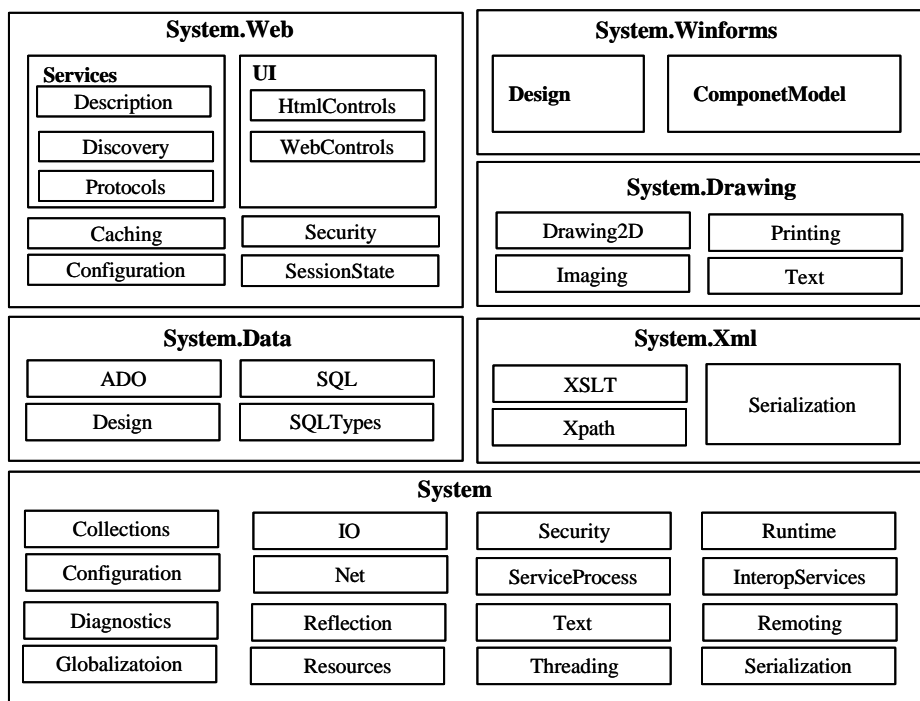 System.Web
Services
Description
Discovery
Protocols
UI
HtmlControls
WebControls
Caching
Security
Configuration
SessionState
System.Winforms
Design
ComponetModel
System.Drawing
Drawing2D
Printing
Imaging
Text
System.Data
ADO
SQL
Design
SQLTypes
System.Xml
XSLT
Xpath
Serialization
System
Collections
IO
Security
Runtime
Configuration
Net
ServiceProcess
InteropServices
Diagnostics
Reflection
Text
Remoting
Globalizatoion
Resources
Threading
Serialization